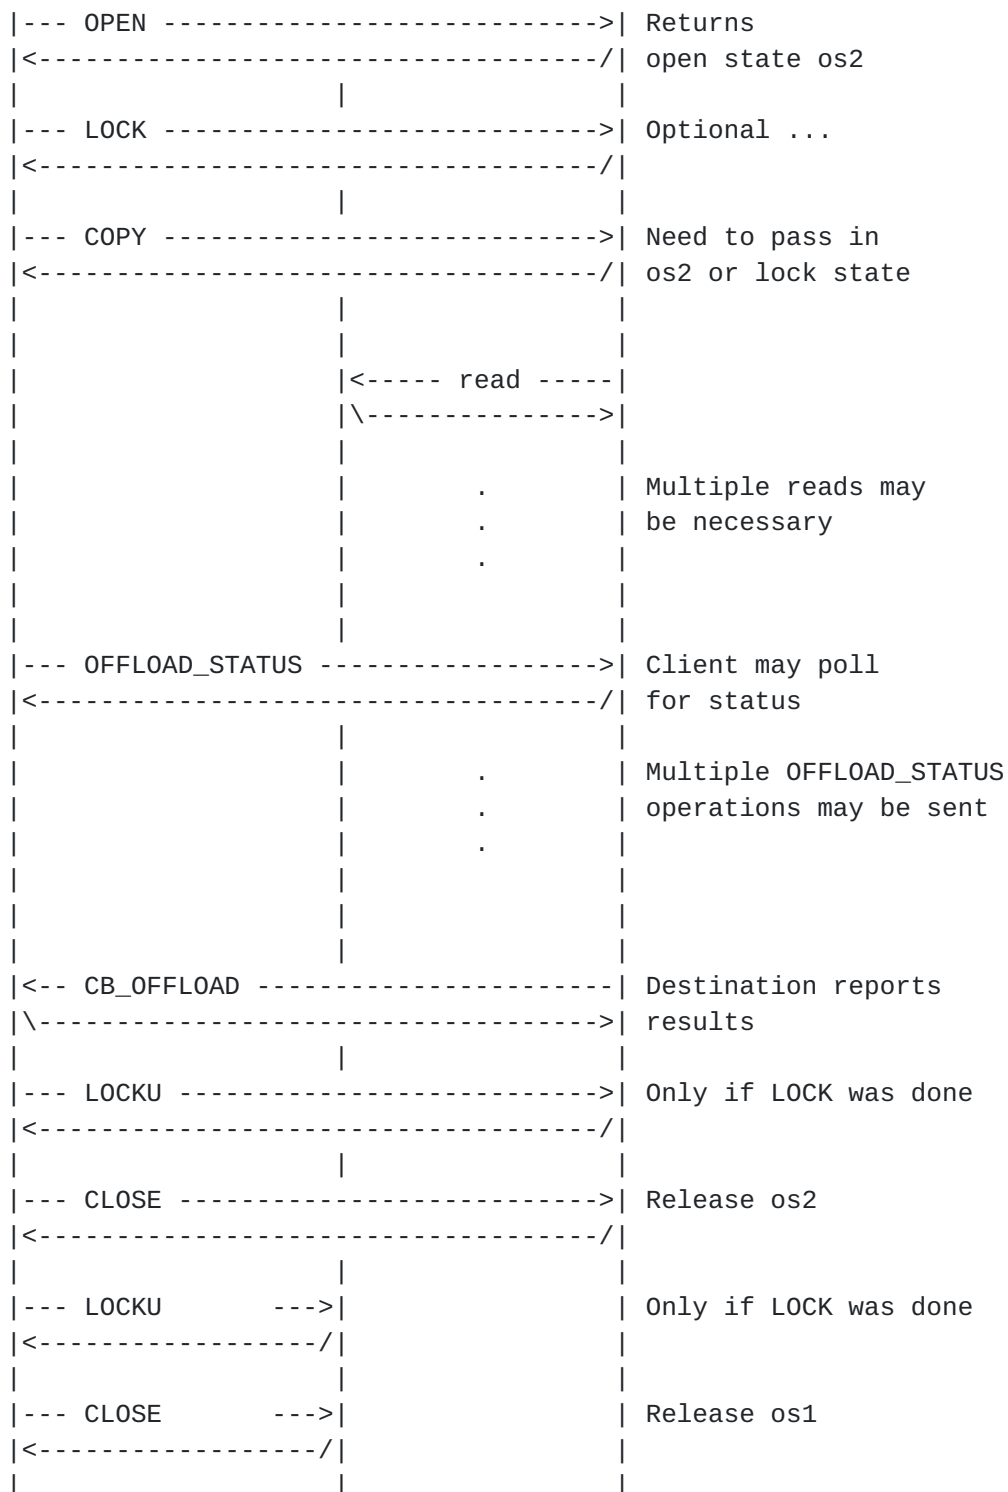 |--- OPEN ---------------------------->| Returns
|<------------------------------------/| open state os2
|                    |                 |
|--- LOCK ---------------------------->| Optional ...
|<------------------------------------/|
|                    |                 |
|--- COPY ---------------------------->| Need to pass in
|<------------------------------------/| os2 or lock state
|                    |                 |
|                    |                 |
|                    |<----- read -----|
|                    |\--------------->|
|                    |                 |
|                    |        .        | Multiple reads may
|                    |        .        | be necessary
|                    |        .        |
|                    |                 |
|                    |                 |
|--- OFFLOAD_STATUS ------------------>| Client may poll
|<------------------------------------/| for status
|                    |                 |
|                    |        .        | Multiple OFFLOAD_STATUS
|                    |        .        | operations may be sent
|                    |        .        |
|                    |                 |
|                    |                 |
|                    |                 |
|<-- CB_OFFLOAD -----------------------| Destination reports
|\------------------------------------>| results
|                    |                 |
|--- LOCKU --------------------------->| Only if LOCK was done
|<------------------------------------/|
|                    |                 |
|--- CLOSE --------------------------->| Release os2
|<------------------------------------/|
|                    |                 |
|--- LOCKU       --->|                 | Only if LOCK was done
|<------------------/|                 |
|                    |                 |
|--- CLOSE       --->|                 | Release os1
|<------------------/|                 |
|                    |                 |